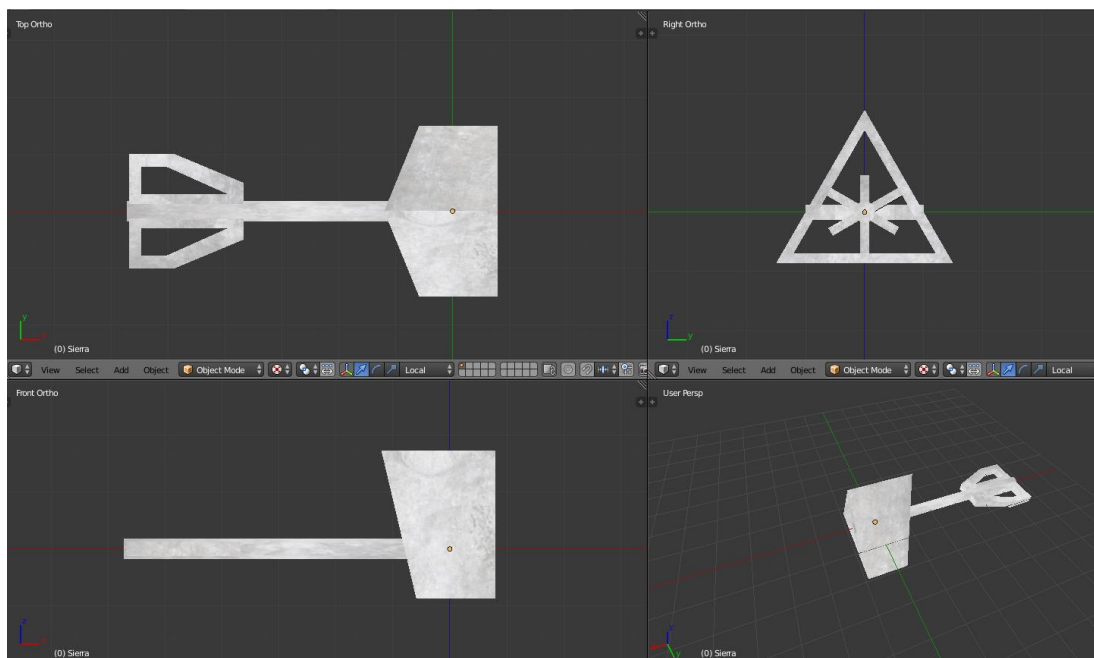 Top Ortho
Right Ortho
y
x
(0) Sierra
z
y
(0) Sierra
View Select Add Object Object Mode Local
View Select Add Object Object Mode Local
Front Ortho
User Persp
z
x
(0) Sierra
z
y
(0) Sierra